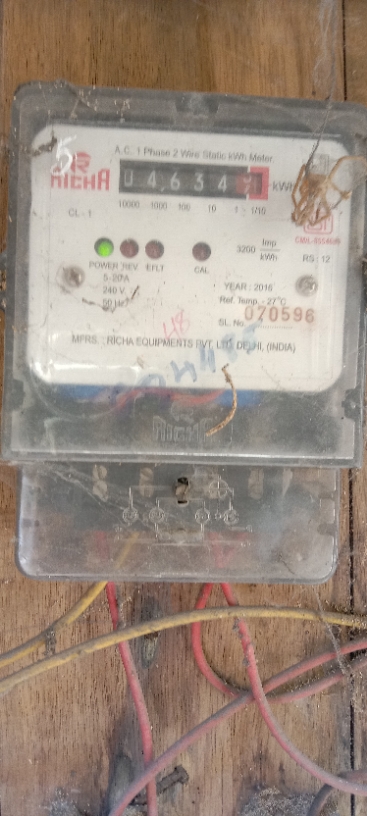 A.C. 1 Phase 2 Wire Static kWh Meter
RICHA
0 4,6 3 4 kWh
10000 1000 100 10 1 1/10
CL - 1
POWER REV EFLT CAL
3200 Imp/kWh
RS : 12
5-20A
240 V
50 Hz
YEARː 2016
Ref. Temp. - 27°C
SL. No. 070596
48
MFRS. : RICHA EQUIPMENTS PVT. LTD. DELHI, (INDIA)
RICHA